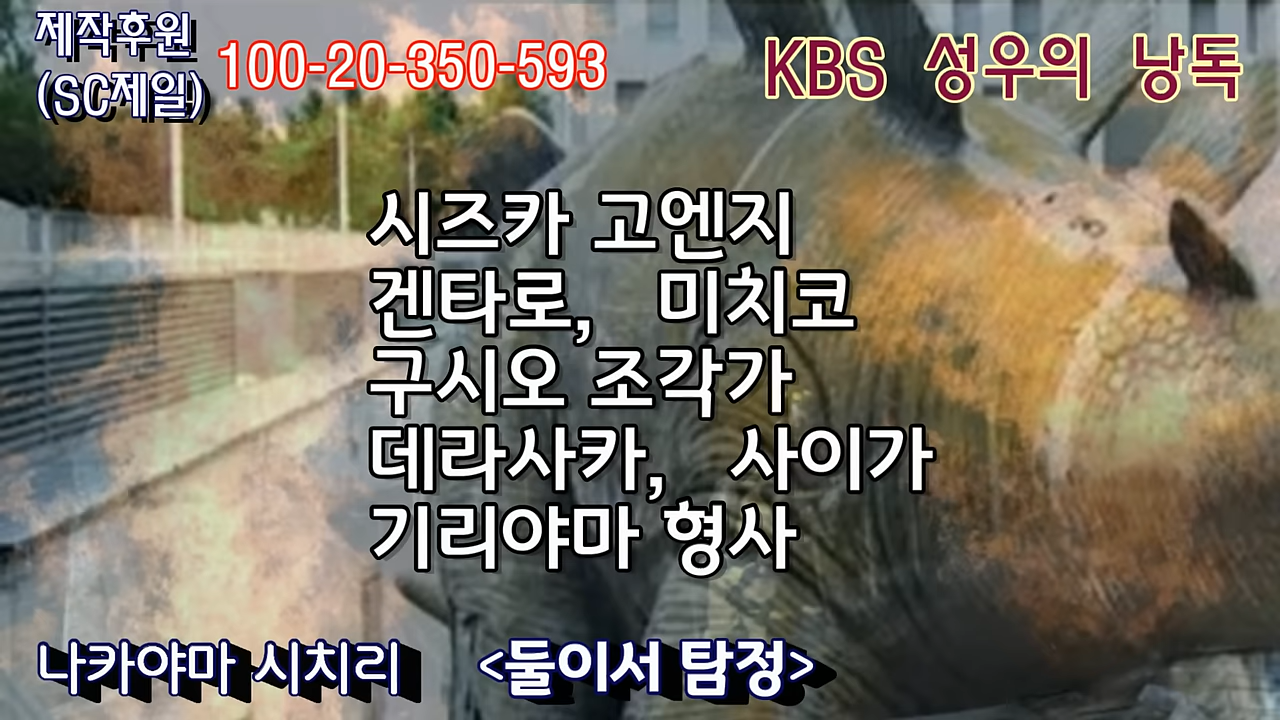 제작후원
(SC제일)
100-20-350-593
KBS 성우의 낭독
시즈카 고엔지
겐타로, 미치코
구시오 조각가
데라사카, 사이가
기리야마 형사
나카야마 시치리 <둘이서 탐정>